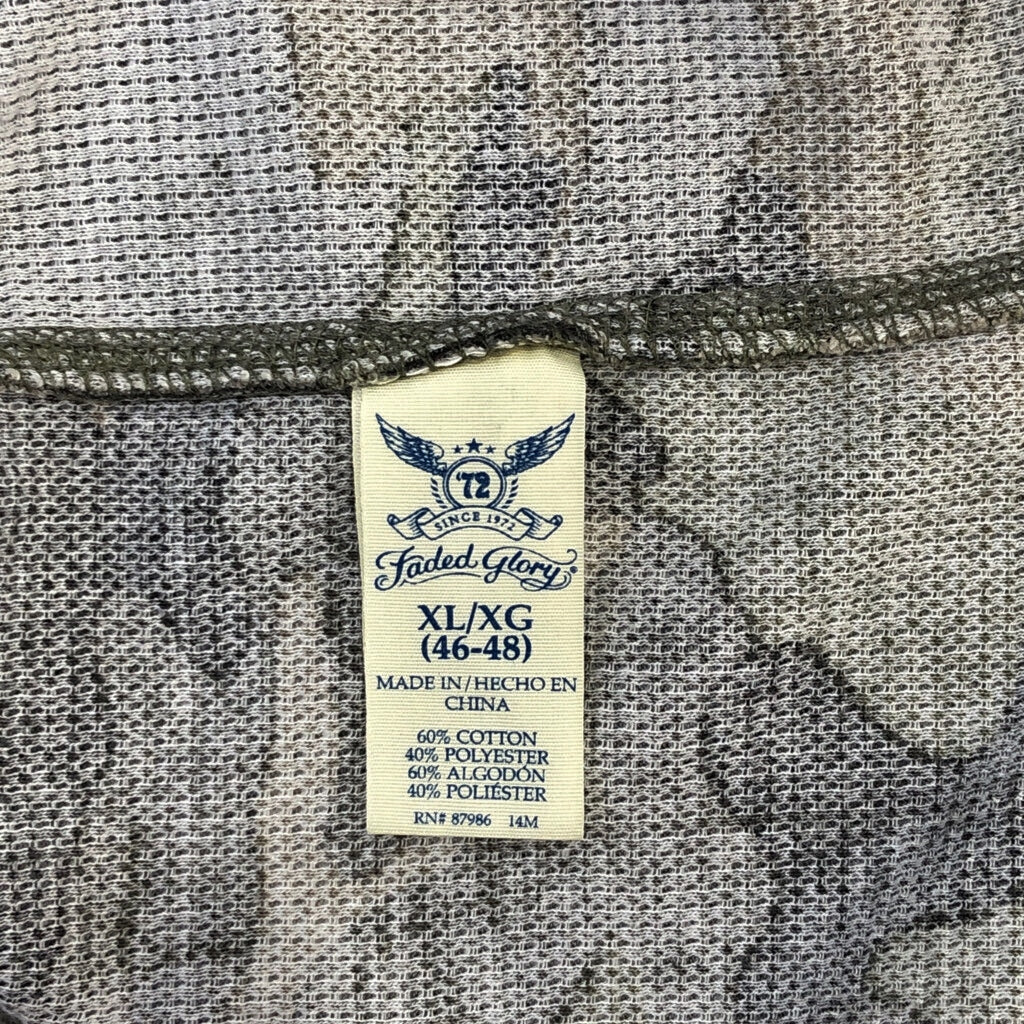 '72
SINCE 1972
Faded Glory®
XL/XG
(46-48)
MADE IN/HECHO EN
CHINA
60% COTTON
40% POLYESTER
60% ALGODÓN
40% POLIÉSTER
RN# 87986 14M